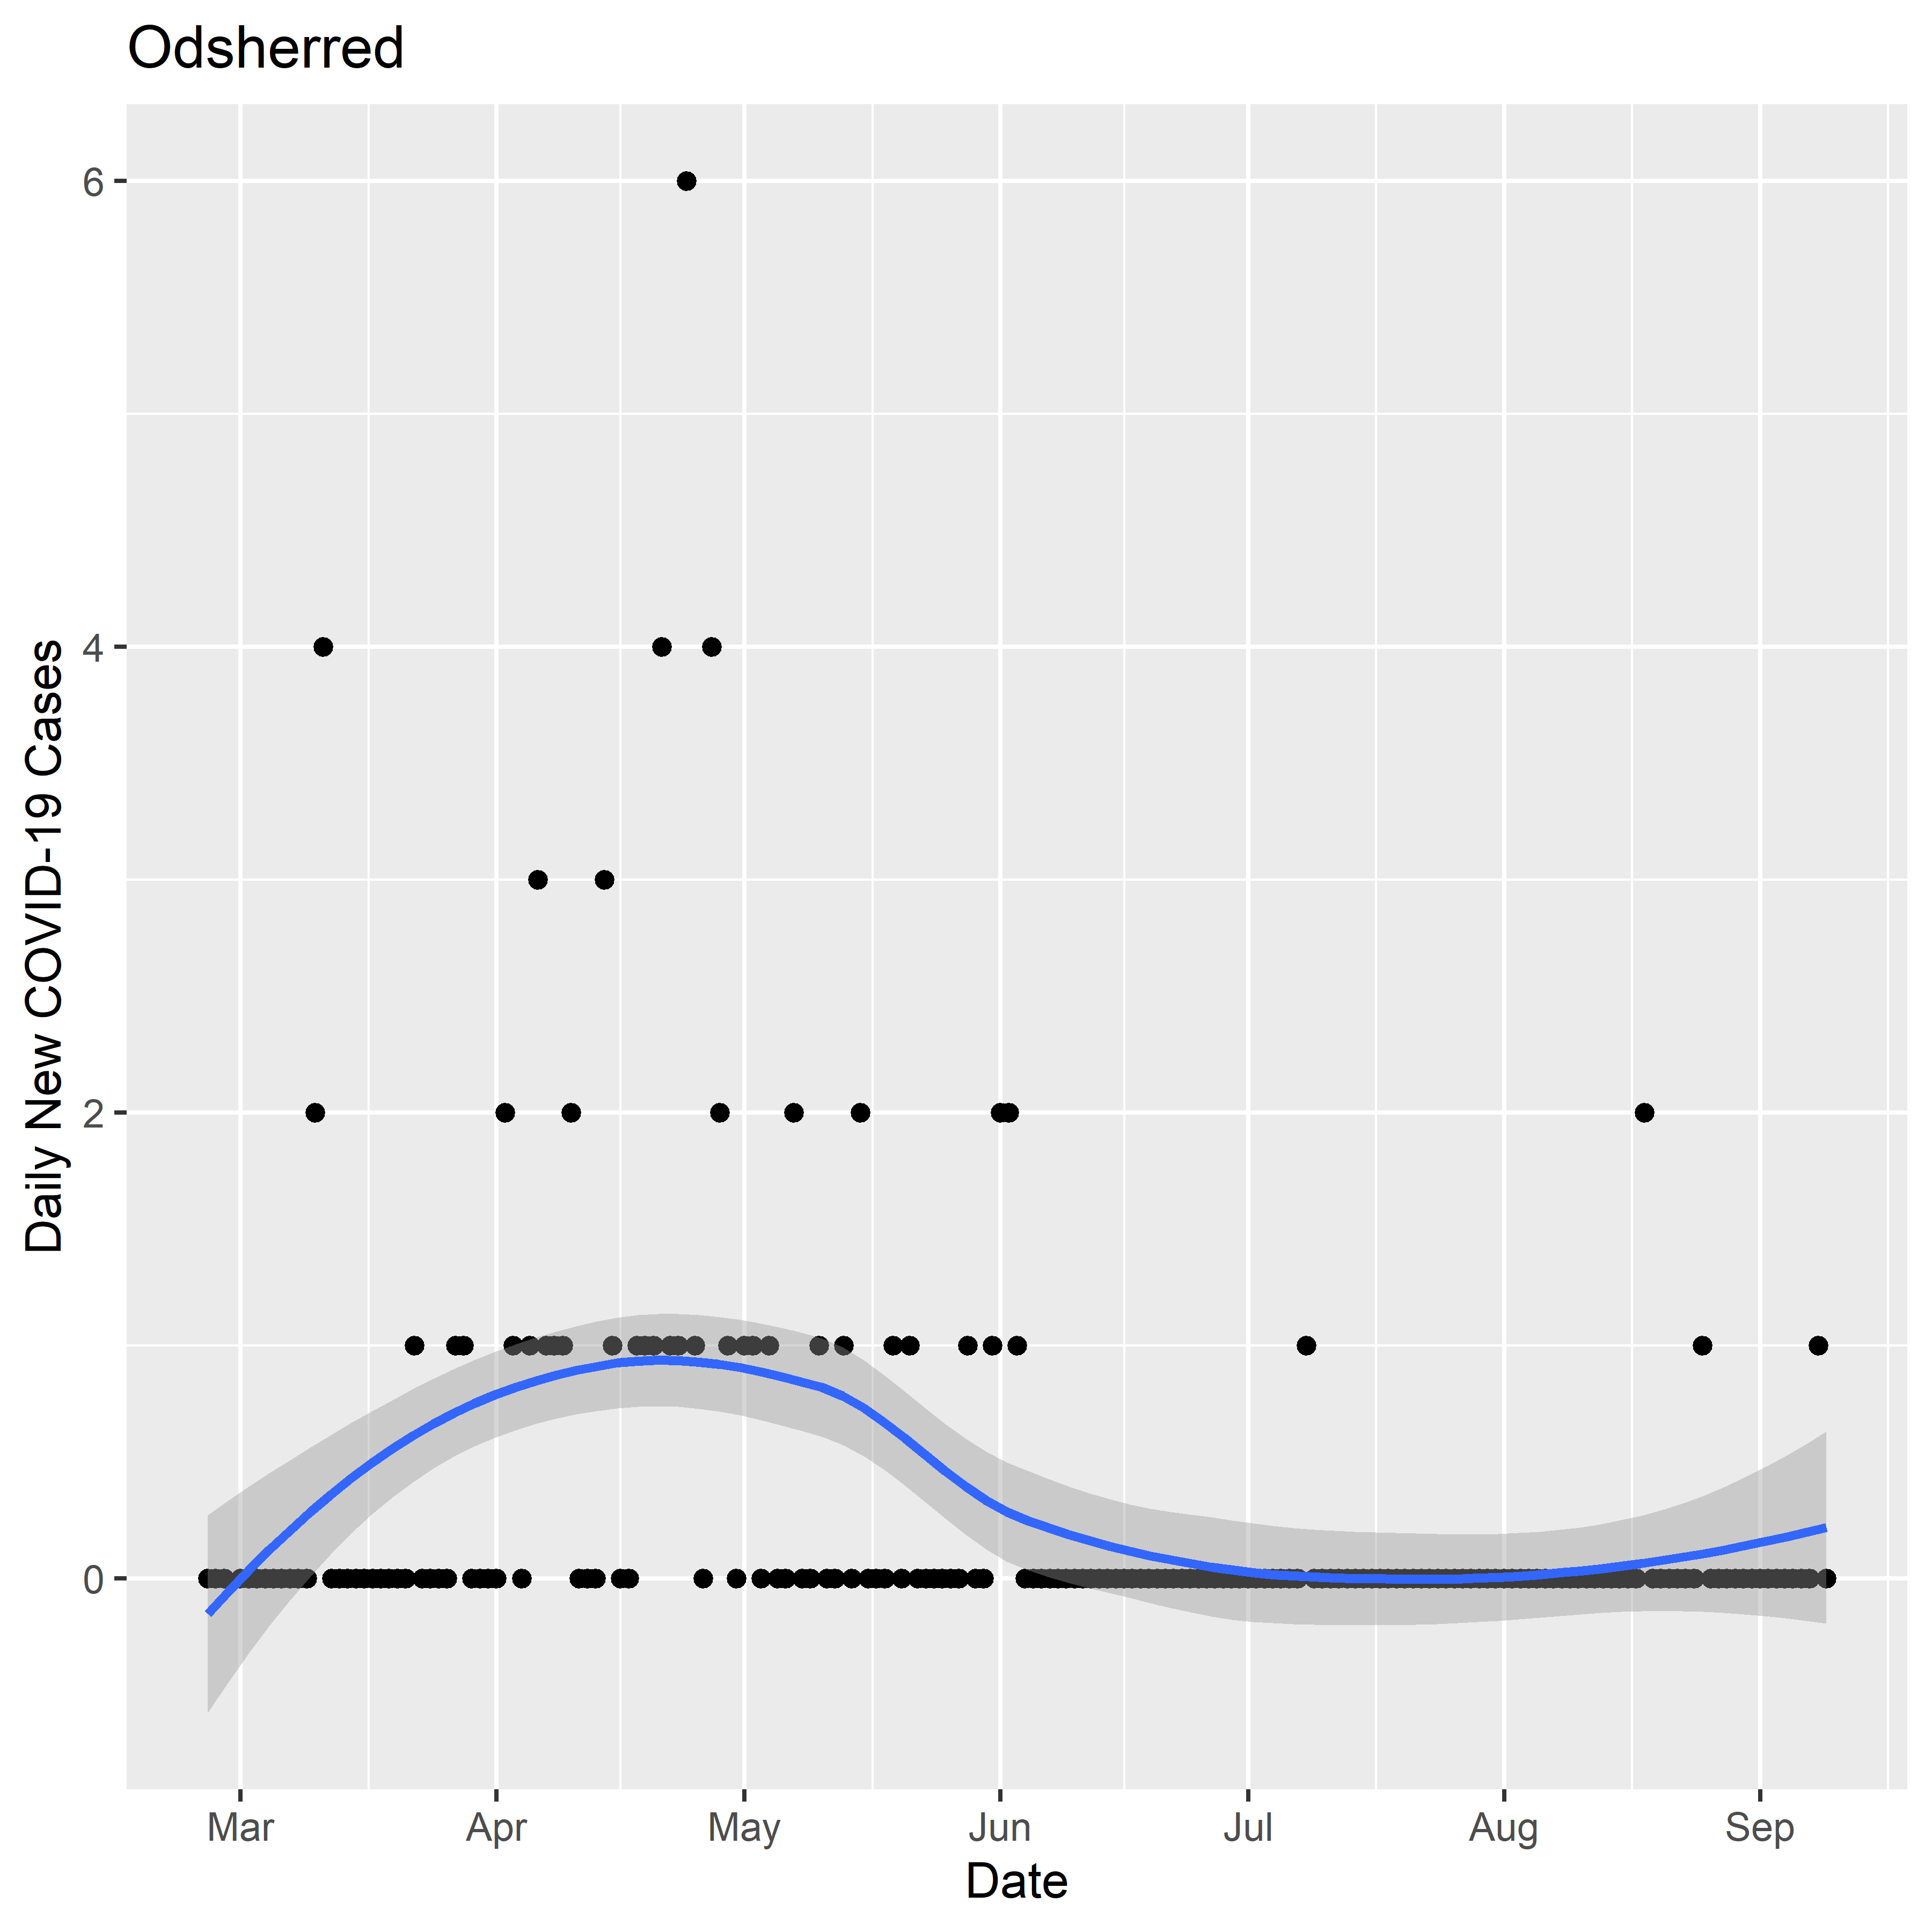 Odsherred
Daily New COVID-19 Cases
6
4
2
0
Mar Apr May Jun Jul Aug Sep
Date